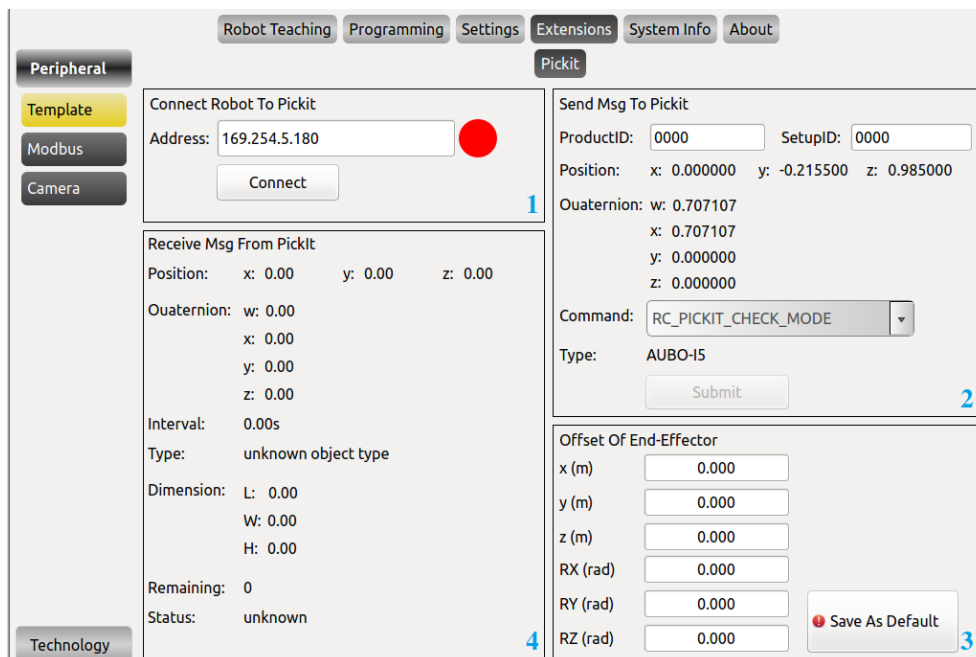 Robot Teaching Programming Settings Extensions System Info About
Peripheral
Pickit
Template
Modbus
Camera
Technology
Connect Robot To Pickit
Address: 169.254.5.180
Connect
1
Send Msg To Pickit
ProductID: 0000 SetupID: 0000
Position: x: 0.000000 y: -0.215500 z: 0.985000
Ouaternion: w: 0.707107
x: 0.707107
y: 0.000000
z: 0.000000
Command: RC_PICKIT_CHECK_MODE
Type: AUBO-I5
Submit
2
Receive Msg From PickIt
Position: x: 0.00 y: 0.00 z: 0.00
Ouaternion: w: 0.00
x: 0.00
y: 0.00
z: 0.00
Interval: 0.00s
Type: unknown object type
Dimension: L: 0.00
W: 0.00
H: 0.00
Remaining: 0
Status: unknown
4
Offset Of End-Effector
x (m) 0.000
y (m) 0.000
z (m) 0.000
RX (rad) 0.000
RY (rad) 0.000
RZ (rad) 0.000
Save As Default
3